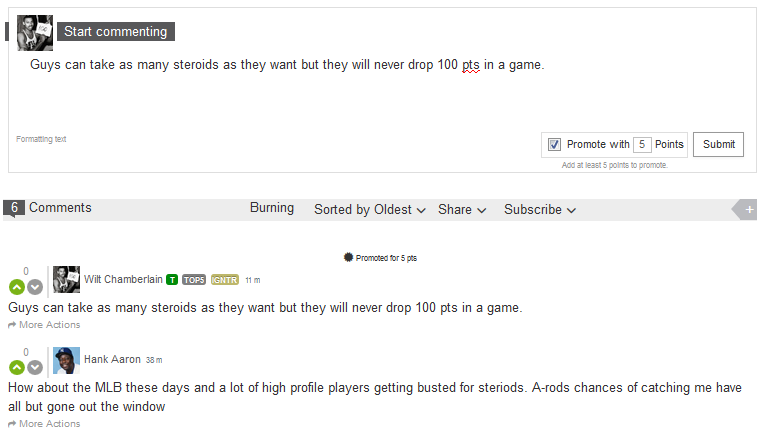 Start commenting
Guys can take as many steroids as they want but they will never drop 100 pts in a game.
Formatting text
Promote with 5 Points Submit
Add at least 5 points to promote.
6 Comments Burning Sorted by Oldest Share Subscribe +
Promoted for 5 pts
0
Wilt Chamberlain T TOP5 IGNTR 11 m
Guys can take as many steroids as they want but they will never drop 100 pts in a game.
More Actions
0
Hank Aaron 38 m
How about the MLB these days and a lot of high profile players getting busted for steriods. A-rods chances of catching me have
all but gone out the window
More Actions